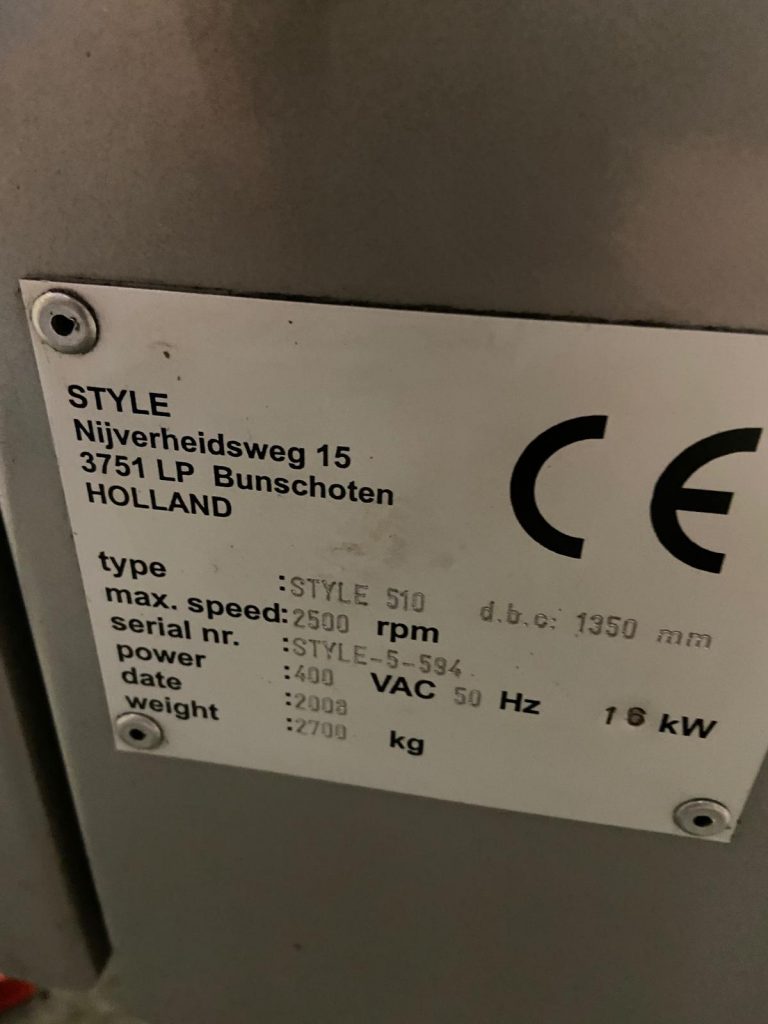 STYLE
Nijverheidsweg 15
3751 LP Bunschoten
HOLLAND
CE
type :STYLE 510 d.b.c: 1350 mm
max. speed:2500 rpm
serial nr. :STYLE-5-594
power :400 VAC 50 Hz 16 kW
date :2008
weight :2700 kg